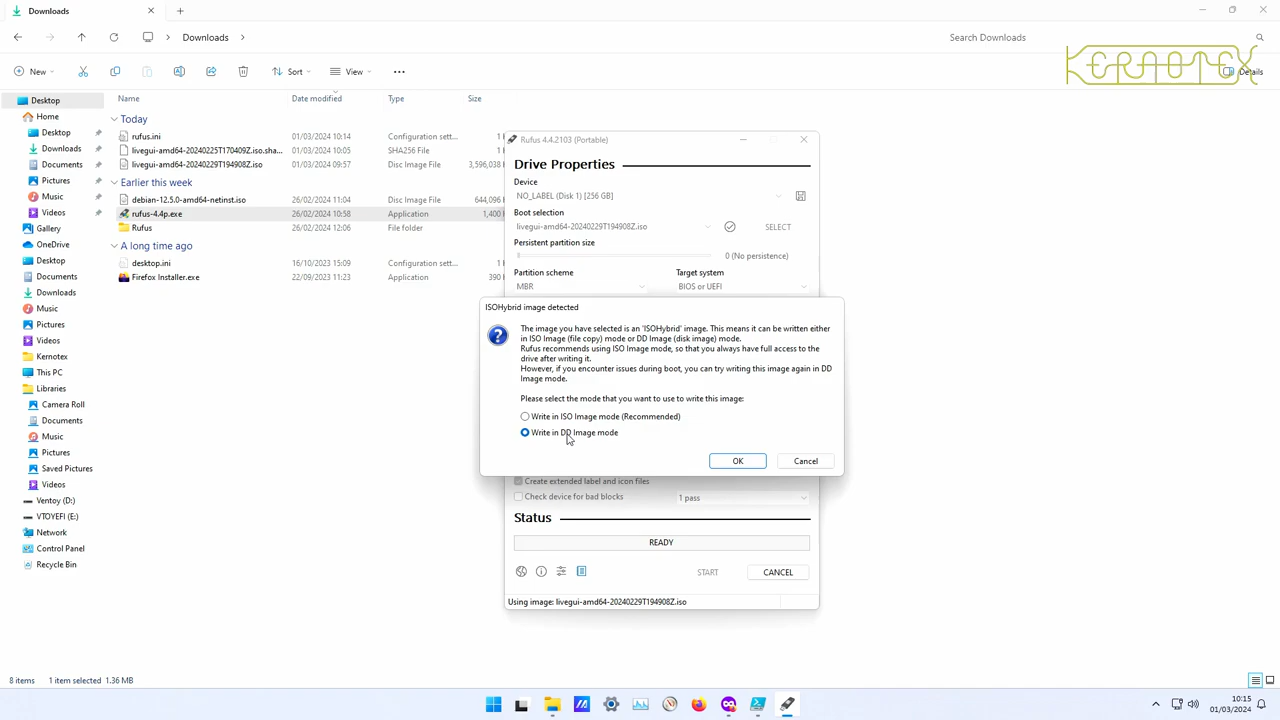 Downloads
Downloads
Search Downloads
KERNOTEX
New
Sort
View
Details
Desktop
Home
Desktop
Downloads
Documents
Pictures
Music
Videos
Gallery
OneDrive
Desktop
Documents
Downloads
Music
Pictures
Videos
Kernotex
This PC
Libraries
Camera Roll
Documents
Music
Pictures
Saved Pictures
Videos
Ventoy (D:)
VTOYEFI (E:)
Network
Control Panel
Recycle Bin
Name Date modified Type Size
Today
rufus.ini 01/03/2024 10:14 Configuration sett... 1
livegui-amd64-20240225T170409Z.iso.sha... 01/03/2024 10:05 SHA256 File 1
livegui-amd64-20240229T194908Z.iso 01/03/2024 09:57 Disc Image File 3,596,038
Earlier this week
debian-12.5.0-amd64-netinst.iso 26/02/2024 11:04 Disc Image File 644,096
rufus-4.4p.exe 26/02/2024 10:58 Application 1,400
Rufus 26/02/2024 12:06 File folder
A long time ago
desktop.ini 16/10/2023 15:09 Configuration sett... 1
Firefox Installer.exe 22/09/2023 11:23 Application 390
Rufus 4.4.2103 (Portable)
Drive Properties
Device
NO_LABEL (Disk 1) [256 GB]
Boot selection
livegui-amd64-20240229T194908Z.iso SELECT
Persistent partition size
0 (No persistence)
Partition scheme Target system
MBR BIOS or UEFI
ISOHybrid image detected
The image you have selected is an 'ISOHybrid' image. This means it can be written either
in ISO Image (file copy) mode or DD Image (disk image) mode.
Rufus recommends using ISO Image mode, so that you always have full access to the
drive after writing it.
However, if you encounter issues during boot, you can try writing this image again in DD
Image mode.
Please select the mode that you want to use to write this image:
Write in ISO Image mode (Recommended)
Write in DD Image mode
OK Cancel
Create extended label and icon files
Check device for bad blocks 1 pass
Status
READY
START CANCEL
Using image: livegui-amd64-20240229T194908Z.iso
8 items 1 item selected 1.36 MB
10:15
01/03/2024